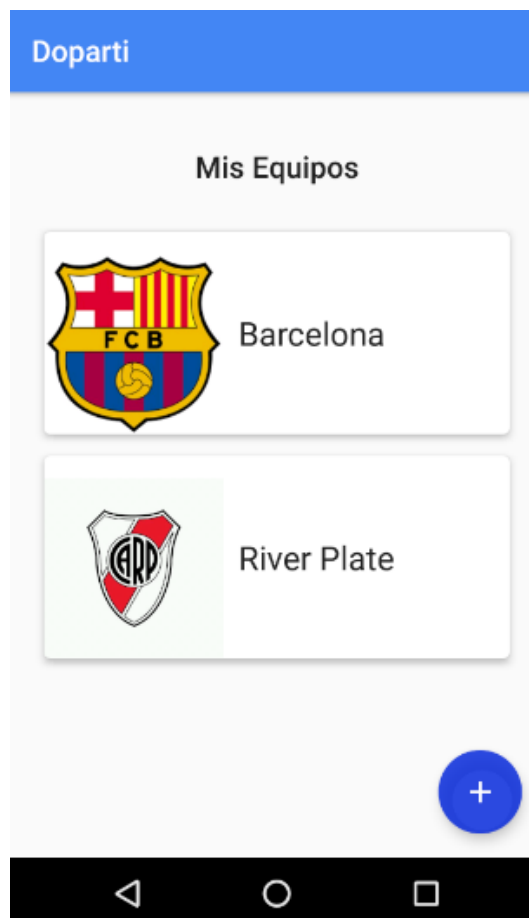 Doparti
Mis Equipos
FCB
Barcelona
CARP
River Plate
+